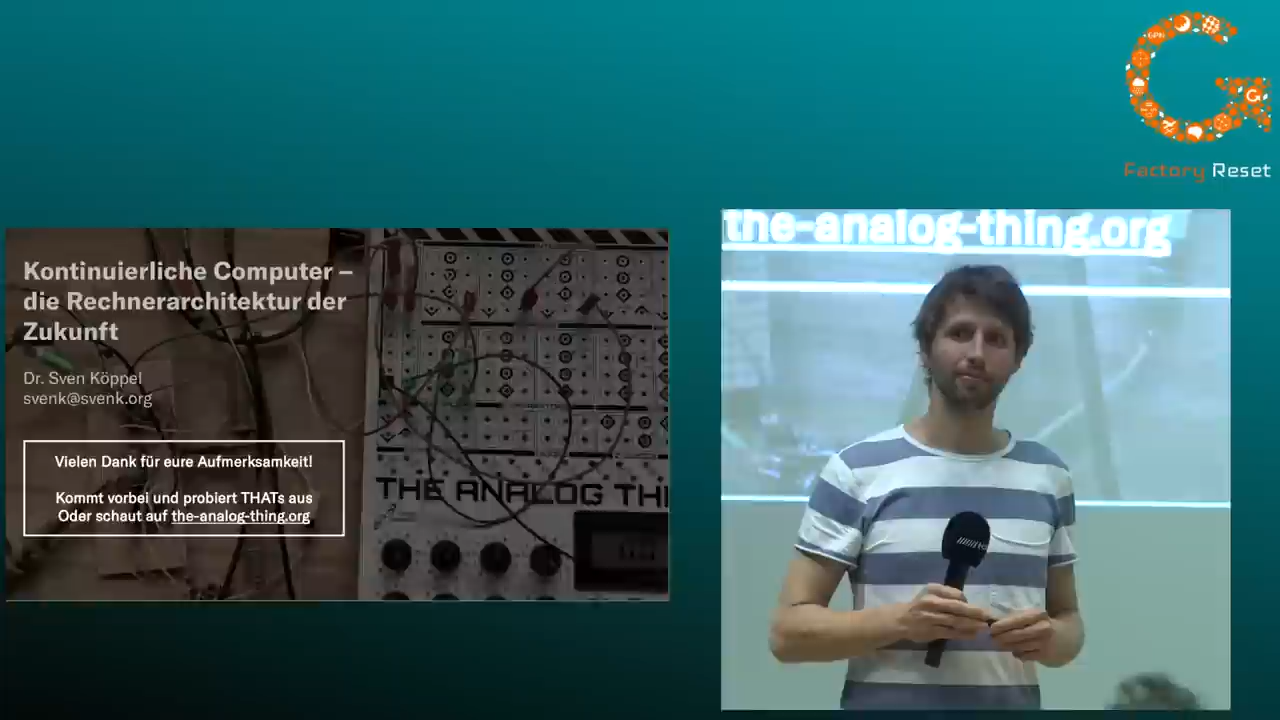 Factory Reset
Kontinuierliche Computer –
die Rechnerarchitektur der
Zukunft
Dr. Sven Köppel
svenk@svenk.org
Vielen Dank für eure Aufmerksamkeit!
Kommt vorbei und probiert THATs aus
Oder schaut auf the-analog-thing.org
THE ANALOG THI
the-analog-thing.org